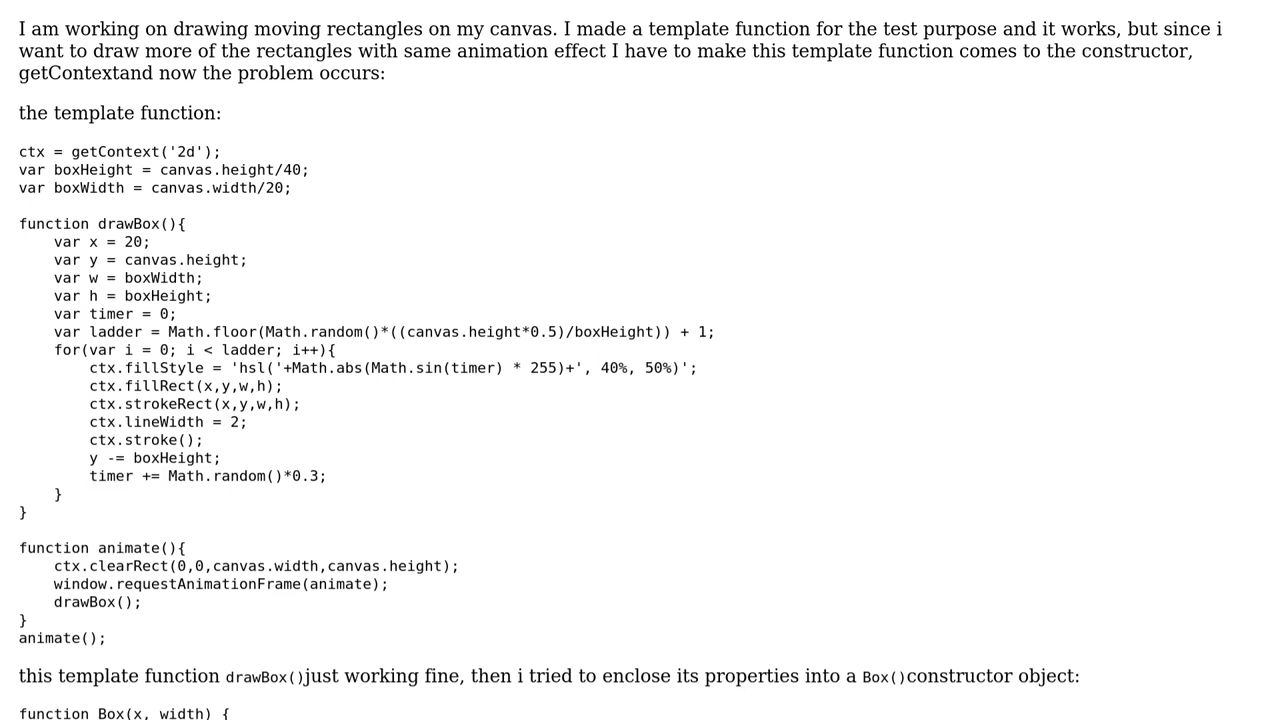 I am working on drawing moving rectangles on my canvas. I made a template function for the test purpose and it works, but since i
want to draw more of the rectangles with same animation effect I have to make this template function comes to the constructor,
getContextand now the problem occurs:
the template function:
ctx = getContext('2d');
var boxHeight = canvas.height/40;
var boxWidth = canvas.width/20;
function drawBox(){
    var x = 20;
    var y = canvas.height;
    var w = boxWidth;
    var h = boxHeight;
    var timer = 0;
    var ladder = Math.floor(Math.random()*((canvas.height*0.5)/boxHeight)) + 1;
    for(var i = 0; i < ladder; i++){
        ctx.fillStyle = 'hsl('+Math.abs(Math.sin(timer) * 255)+', 40%, 50%)';
        ctx.fillRect(x,y,w,h);
        ctx.strokeRect(x,y,w,h);
        ctx.lineWidth = 2;
        ctx.stroke();
        y -= boxHeight;
        timer += Math.random()*0.3;
    }
}
function animate(){
    ctx.clearRect(0,0,canvas.width,canvas.height);
    window.requestAnimationFrame(animate);
    drawBox();
}
animate();
this template function drawBox()just working fine, then i tried to enclose its properties into a Box()constructor object:
function Box(x, width) {